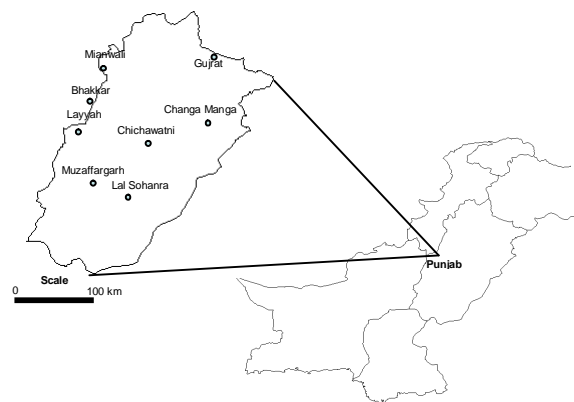 Mianwali
Gujrat
Bhakkar
Layyah
Changa Manga
Chichawatni
Muzaffargarh
Lal Sohanra
Punjab
Scale
0 100 km